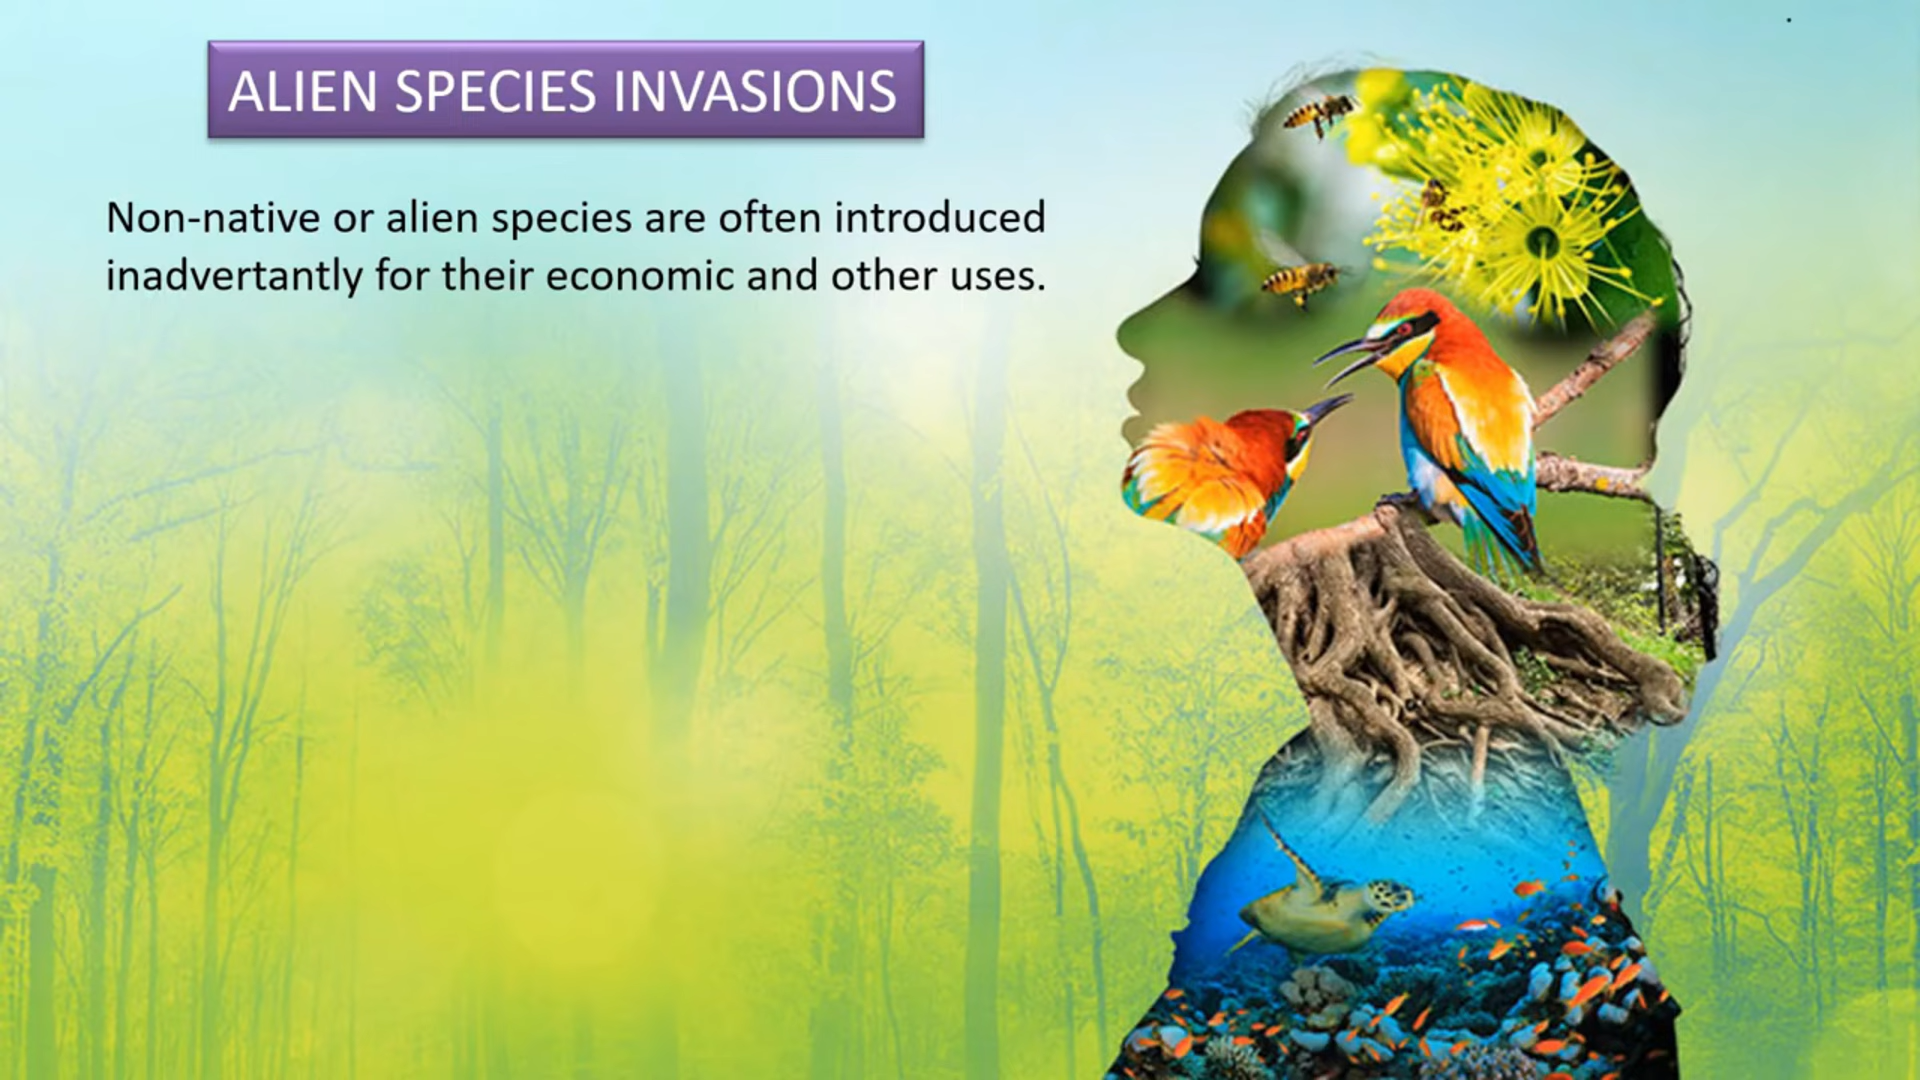 ALIEN SPECIES INVASIONS
Non-native or alien species are often introduced
inadvertantly for their economic and other uses.